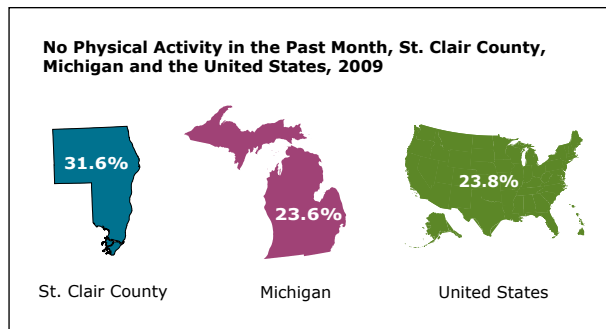 No Physical Activity in the Past Month, St. Clair County,
Michigan and the United States, 2009
31.6%
23.6%
23.8%
St. Clair County
Michigan
United States